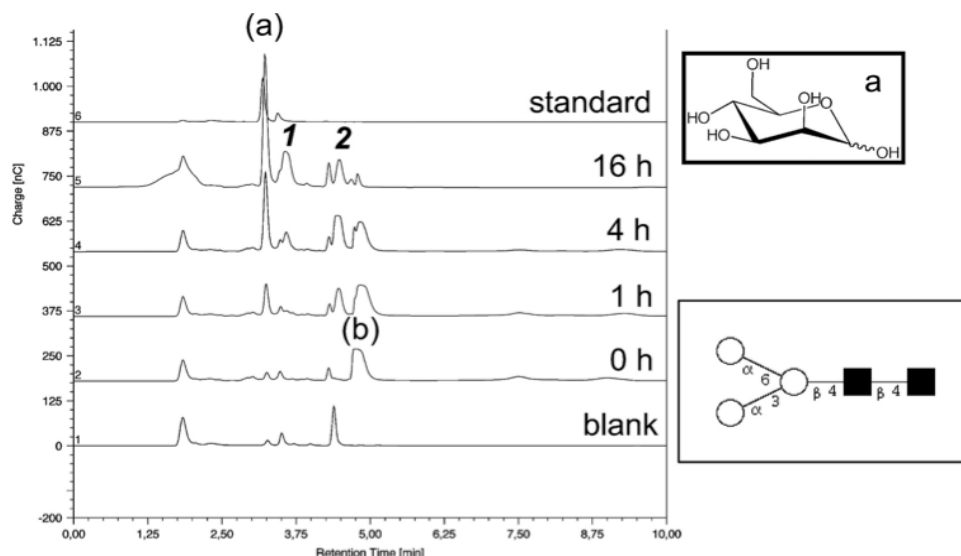 (a)
1.125
1.000
875
750
625
500
375
250
125
0
-200
Charge [nC]
6
standard
1
2
5
16 h
4
4 h
3
1 h
(b)
2
0 h
1
blank
0,00
1,25
2,50
3,75
5,00
6,25
7,50
8,75
10,00
Retention Time [min]
OH
a
HO
OH
O
HO
HO
OH
α
6
3
α
β 4
β 4